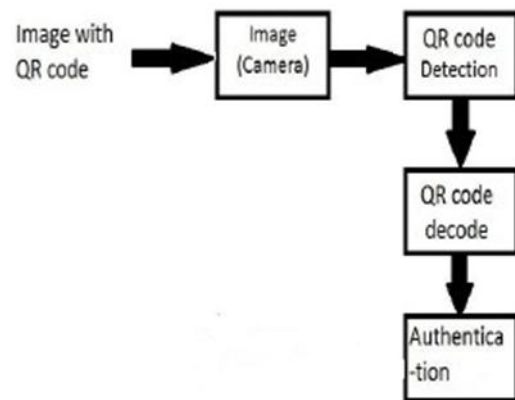 Image with
QR code
Image
(Camera)
QR code
Detection
QR code
decode
Authentica
-tion